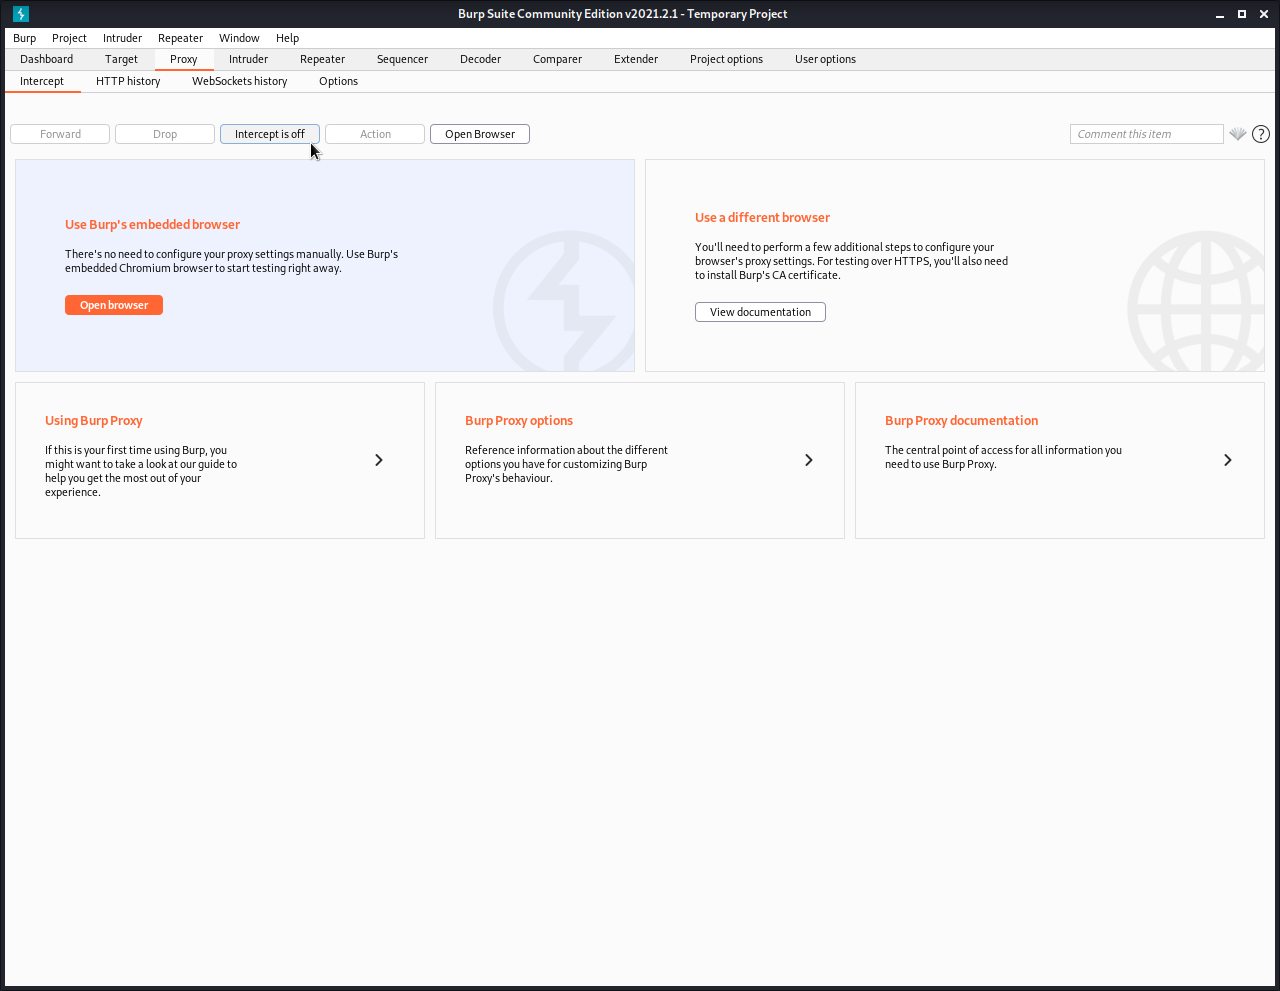 Burp Suite Community Edition v2021.2.1 - Temporary Project
Burp Project Intruder Repeater Window Help
Dashboard Target Proxy Intruder Repeater Sequencer Decoder Comparer Extender Project options User options
Intercept HTTP history WebSockets history Options
Forward Drop Intercept is off Action Open Browser Comment this item ?
Use Burp's embedded browser
There's no need to configure your proxy settings manually. Use Burp's
embedded Chromium browser to start testing right away.
Open browser
Use a different browser
You'll need to perform a few additional steps to configure your
browser's proxy settings. For testing over HTTPS, you'll also need
to install Burp's CA certificate.
View documentation
Using Burp Proxy
If this is your first time using Burp, you
might want to take a look at our guide to
help you get the most out of your
experience.
Burp Proxy options
Reference information about the different
options you have for customizing Burp
Proxy's behaviour.
Burp Proxy documentation
The central point of access for all information you
need to use Burp Proxy.